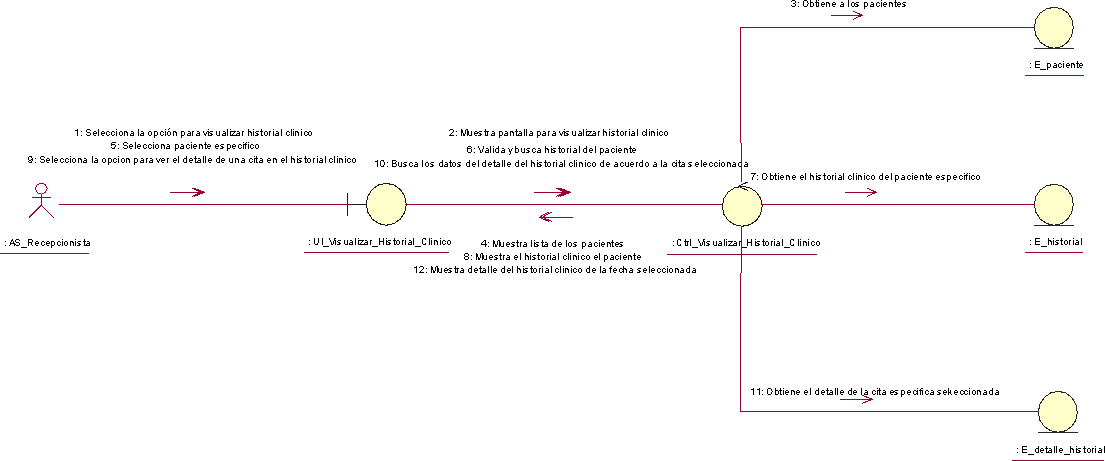 3: Obtiene a los pacientes
: E_paciente
1: Selecciona la opción para visualizar historial clinico
5: Selecciona paciente específico
9: Selecciona la opcion para ver el detalle de una cita en el historial clinico
2: Muestra pantalla para visualizar historial clinico
6: Valida y busca historial del paciente
10: Busca los datos del detalle del historial clinico de acuerdo a la cita seleccionada
7: Obtiene el historial clinico del paciente especifico
: AS_Recepcionista
: UI_Visualizar_Historial_Clinico
4: Muestra lista de los pacientes
8: Muestra el historial clinico el paciente
12: Muestra detalle del historial clinico de la fecha seleccionada
: Ctrl_Visualizar_Historial_Clinico
: E_historial
11: Obtiene el detalle de la cita especifica sekeccionada
: E_detalle_historial